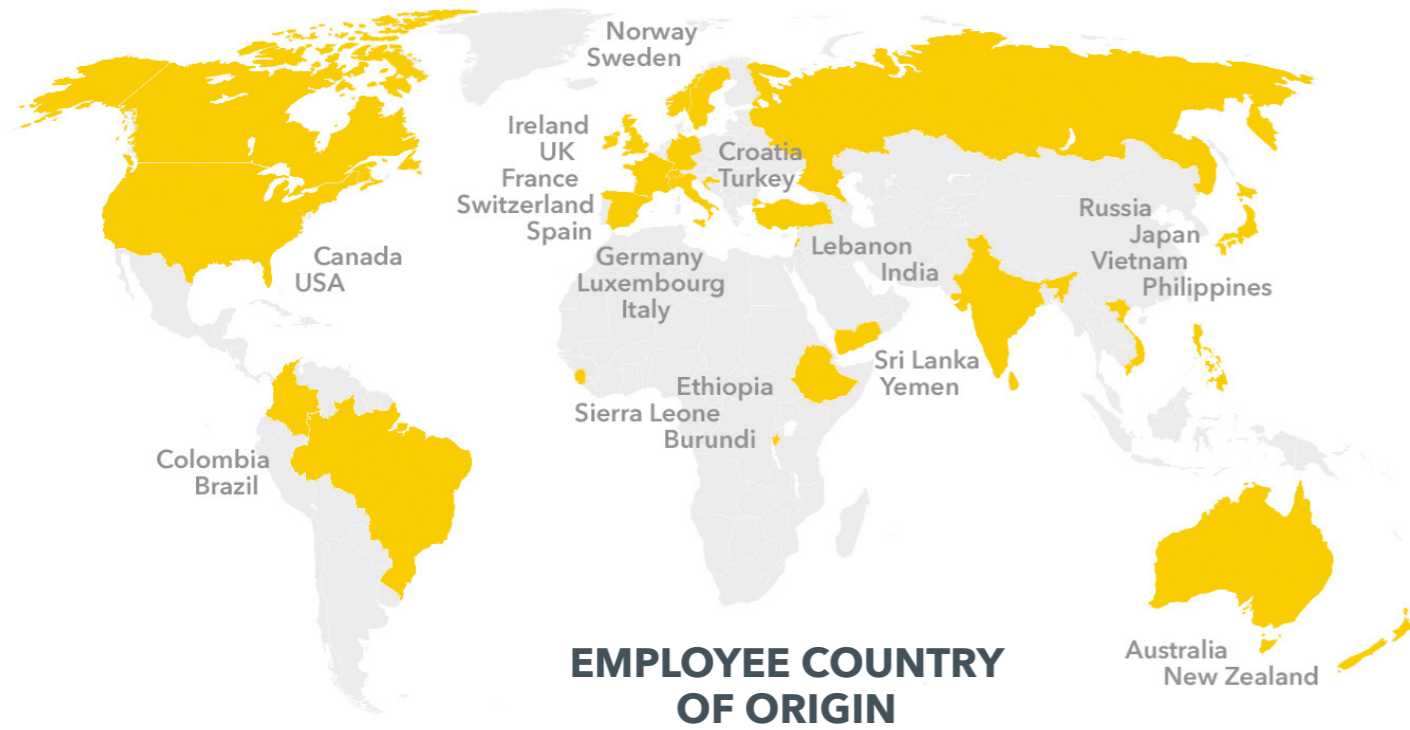 Norway
Sweden
Ireland
UK
France
Switzerland
Spain
Croatia
Turkey
Canada
USA
Germany
Luxembourg
Italy
Lebanon
India
Russia
Japan
Vietnam
Philippines
Sri Lanka
Yemen
Ethiopia
Sierra Leone
Burundi
Colombia
Brazil
Australia
New Zealand
EMPLOYEE COUNTRY
OF ORIGIN